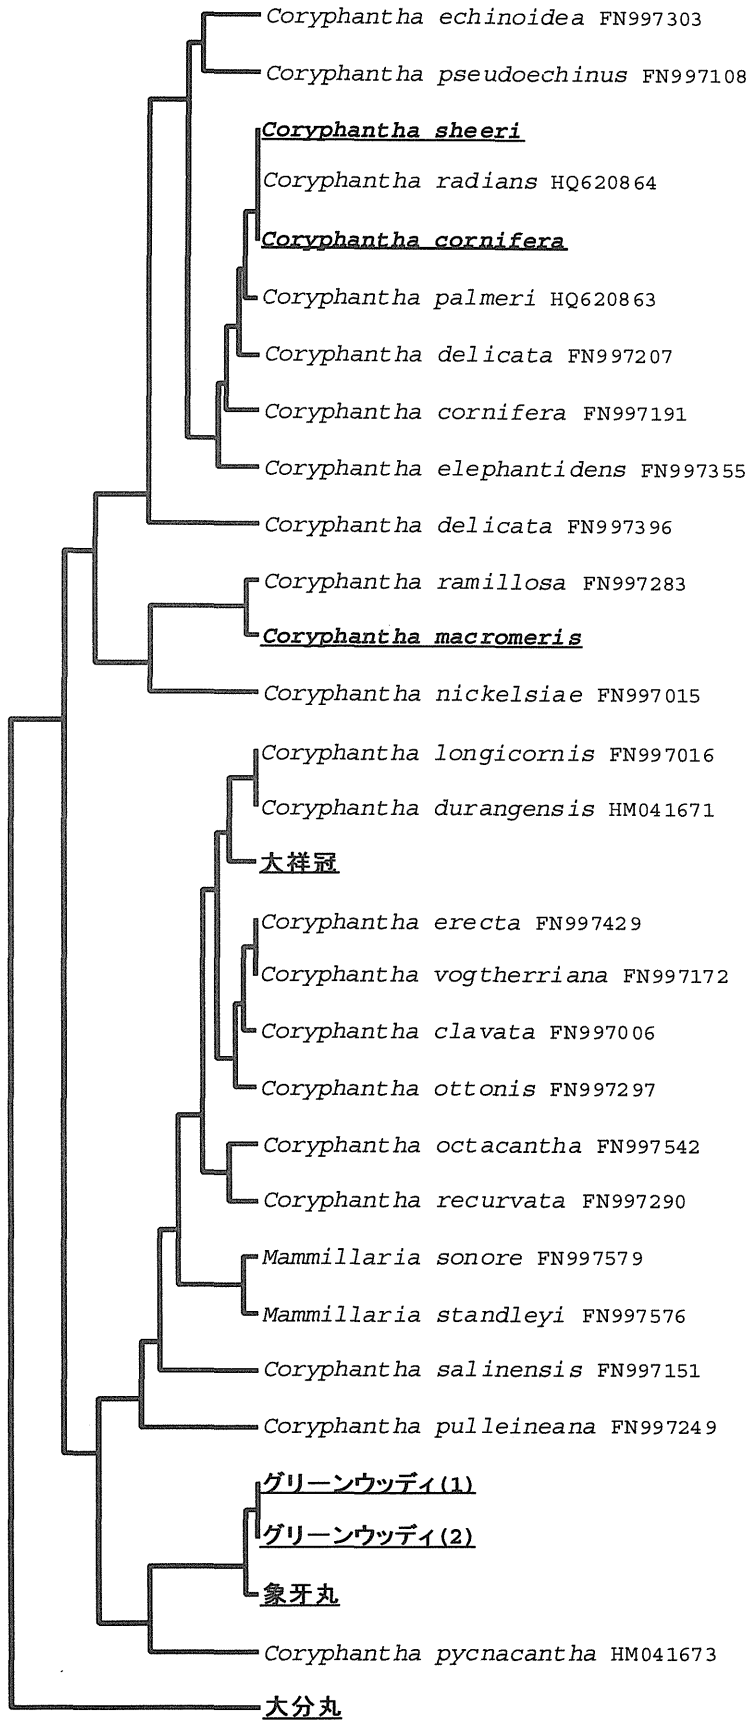 Coryphantha echinoidea FN997303
Coryphantha pseudoechinus FN997108
Coryphantha sheeri
Coryphantha radians HQ620864
Coryphantha cornifera
Coryphantha palmeri HQ620863
Coryphantha delicata FN997207
Coryphantha cornifera FN997191
Coryphantha elephantidens FN997355
Coryphantha delicata FN997396
Coryphantha ramillosa FN997283
Coryphantha macromeris
Coryphantha nickelsiae FN997015
Coryphantha longicornis FN997016
Coryphantha durangensis HM041671
大祥冠
Coryphantha erecta FN997429
Coryphantha vogtherriana FN997172
Coryphantha clavata FN997006
Coryphantha ottonis FN997297
Coryphantha octacantha FN997542
Coryphantha recurvata FN997290
Mammillaria sonore FN997579
Mammillaria standleyi FN997576
Coryphantha salinensis FN997151
Coryphantha pulleineana FN997249
グリーンウッディ(1)
グリーンウッディ(2)
象牙丸
Coryphantha pycnacantha HM041673
大分丸